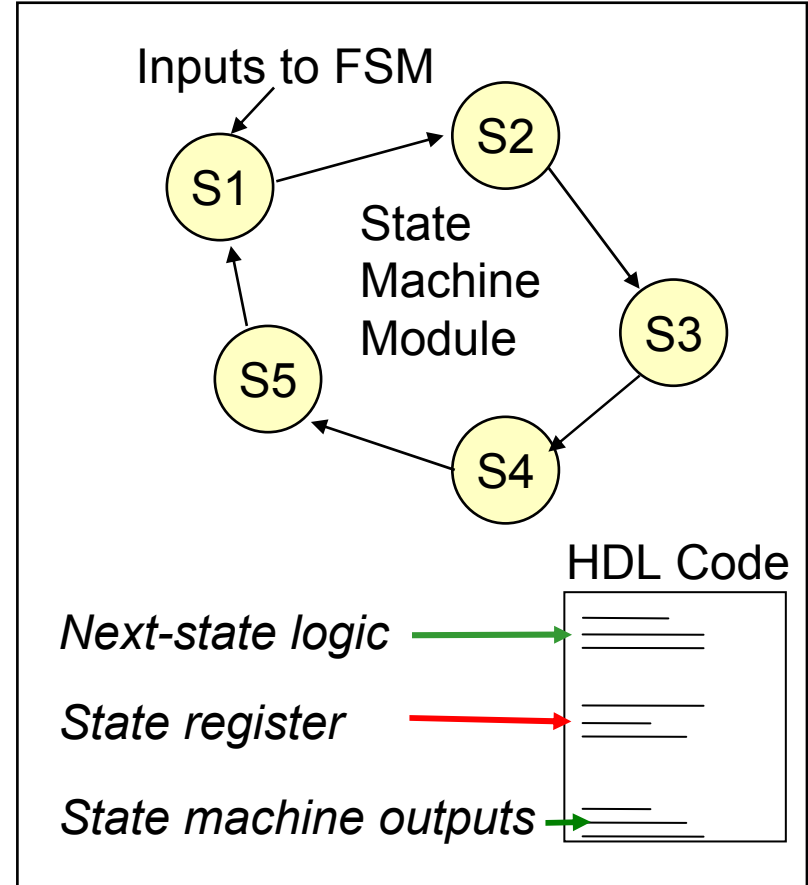 Inputs to FSM
S1
S2
State
Machine
Module
S3
S5
S4
HDL Code
Next-state logic
State register
State machine outputs